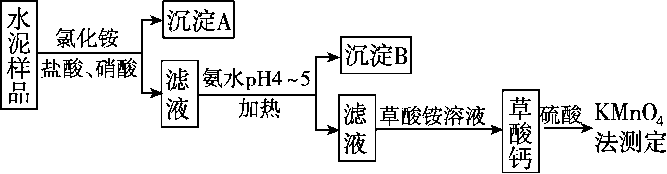 水泥样品
氯化铵
盐酸、硝酸
沉淀A
滤液
氨水pH4~5
加热
沉淀B
滤液
草酸铵溶液
草酸钙
硫酸
KMnO₄
法测定